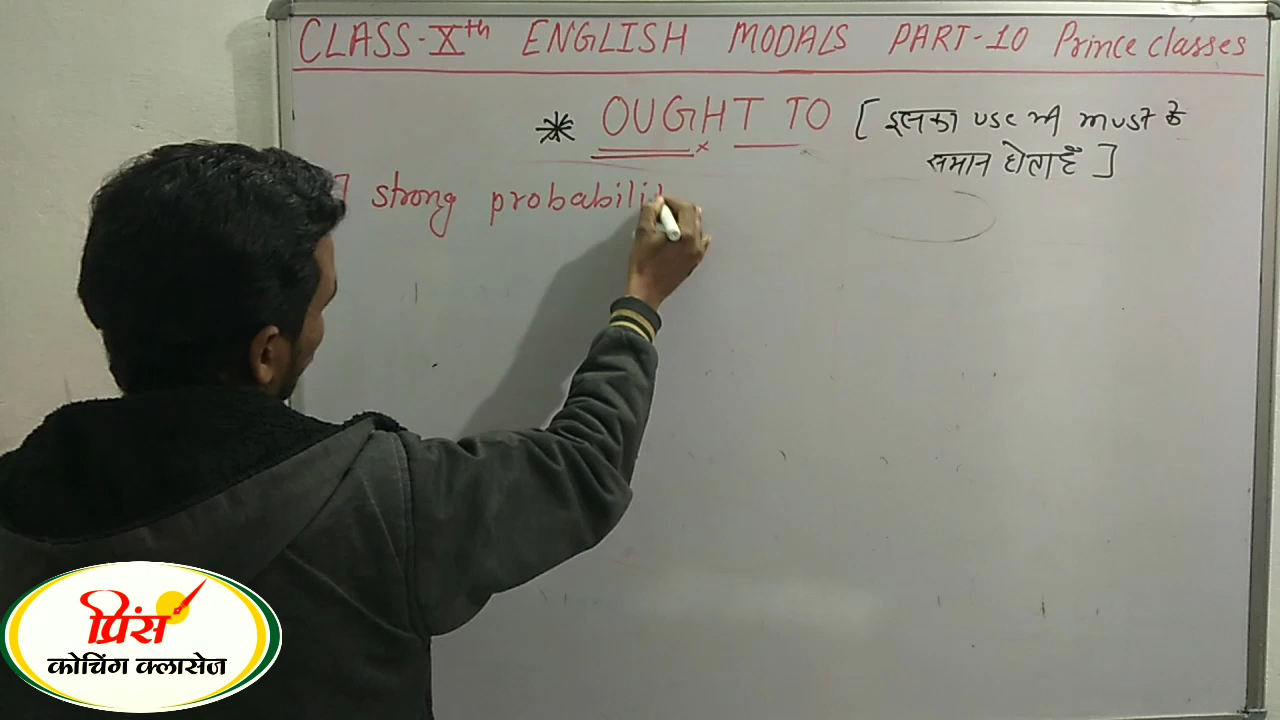 CLASS-Xth ENGLISH MODALS PART-10 Prince classes
* OUGHT TO [ इसका use भी must के
समान होता है ]
] strong probabili
प्रिंस
कोचिंग क्लासेज